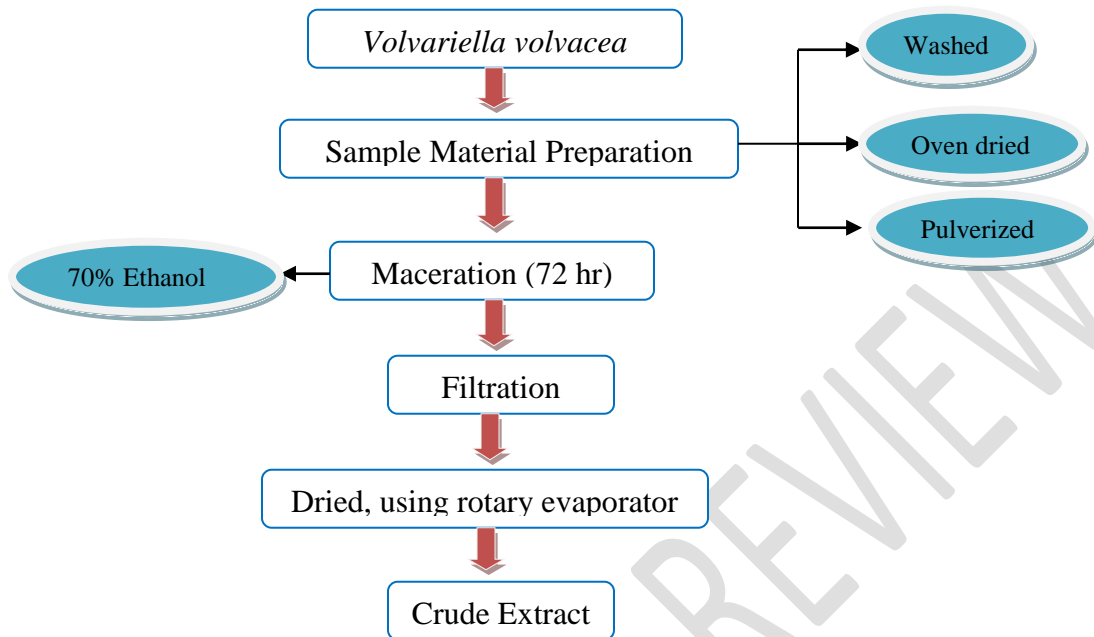 Volvariella volvacea
Washed
Sample Material Preparation
Oven dried
Pulverized
70% Ethanol
Maceration (72 hr)
Filtration
Dried, using rotary evaporator
Crude Extract
REVIEW